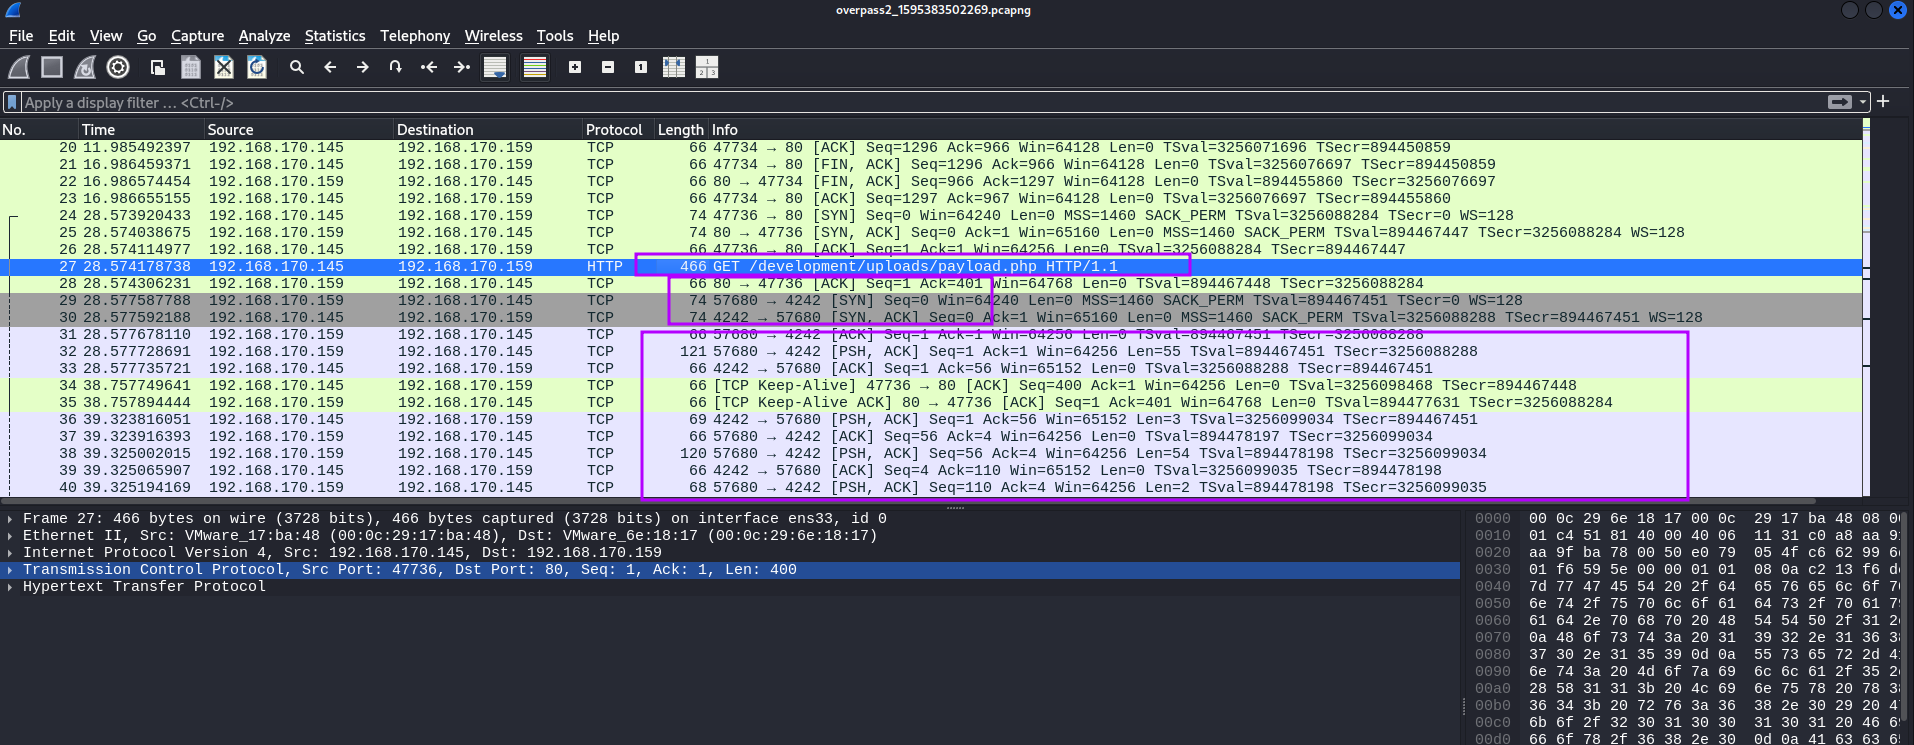 overpass2_1595383502269.pcapng
File Edit View Go Capture Analyze Statistics Telephony Wireless Tools Help
Apply a display filter … <Ctrl-/>
No. Time Source Destination Protocol Length Info
20 11.985492397 192.168.170.145 192.168.170.159 TCP 66 47734 → 80 [ACK] Seq=1296 Ack=966 Win=64128 Len=0 TSval=3256071696 TSecr=894450859
21 16.986459371 192.168.170.145 192.168.170.159 TCP 66 47734 → 80 [FIN, ACK] Seq=1296 Ack=966 Win=64128 Len=0 TSval=3256076697 TSecr=894450859
22 16.986574454 192.168.170.159 192.168.170.145 TCP 66 80 → 47734 [FIN, ACK] Seq=966 Ack=1297 Win=64128 Len=0 TSval=894455860 TSecr=3256076697
23 16.986655155 192.168.170.145 192.168.170.159 TCP 66 47734 → 80 [ACK] Seq=1297 Ack=967 Win=64128 Len=0 TSval=3256076697 TSecr=894455860
24 28.573920433 192.168.170.145 192.168.170.159 TCP 74 47736 → 80 [SYN] Seq=0 Win=64240 Len=0 MSS=1460 SACK_PERM TSval=3256088284 TSecr=0 WS=128
25 28.574038675 192.168.170.159 192.168.170.145 TCP 74 80 → 47736 [SYN, ACK] Seq=0 Ack=1 Win=65160 Len=0 MSS=1460 SACK_PERM TSval=894467447 TSecr=3256088284 WS=128
26 28.574114977 192.168.170.145 192.168.170.159 TCP 66 47736 → 80 [ACK] Seq=1 Ack=1 Win=64256 Len=0 TSval=3256088284 TSecr=894467447
27 28.574178738 192.168.170.145 192.168.170.159 HTTP 466 GET /development/uploads/payload.php HTTP/1.1
28 28.574306231 192.168.170.159 192.168.170.145 TCP 66 80 → 47736 [ACK] Seq=1 Ack=401 Win=64768 Len=0 TSval=894467448 TSecr=3256088284
29 28.577587788 192.168.170.159 192.168.170.145 TCP 74 57680 → 4242 [SYN] Seq=0 Win=64240 Len=0 MSS=1460 SACK_PERM TSval=894467451 TSecr=0 WS=128
30 28.577592188 192.168.170.145 192.168.170.159 TCP 74 4242 → 57680 [SYN, ACK] Seq=0 Ack=1 Win=65160 Len=0 MSS=1460 SACK_PERM TSval=3256088288 TSecr=894467451 WS=128
31 28.577678110 192.168.170.159 192.168.170.145 TCP 66 57680 → 4242 [ACK] Seq=1 Ack=1 Win=64256 Len=0 TSval=894467451 TSecr=3256088288
32 28.577728691 192.168.170.159 192.168.170.145 TCP 121 57680 → 4242 [PSH, ACK] Seq=1 Ack=1 Win=64256 Len=55 TSval=894467451 TSecr=3256088288
33 28.577735721 192.168.170.145 192.168.170.159 TCP 66 4242 → 57680 [ACK] Seq=1 Ack=56 Win=65152 Len=0 TSval=3256088288 TSecr=894467451
34 38.757749641 192.168.170.145 192.168.170.159 TCP 66 [TCP Keep-Alive] 47736 → 80 [ACK] Seq=400 Ack=1 Win=64256 Len=0 TSval=3256098468 TSecr=894467448
35 38.757894444 192.168.170.159 192.168.170.145 TCP 66 [TCP Keep-Alive ACK] 80 → 47736 [ACK] Seq=1 Ack=401 Win=64768 Len=0 TSval=894477631 TSecr=3256088284
36 39.323816051 192.168.170.145 192.168.170.159 TCP 69 4242 → 57680 [PSH, ACK] Seq=1 Ack=56 Win=65152 Len=3 TSval=3256099034 TSecr=894467451
37 39.323916393 192.168.170.159 192.168.170.145 TCP 66 57680 → 4242 [ACK] Seq=56 Ack=4 Win=64256 Len=0 TSval=894478197 TSecr=3256099034
38 39.325002015 192.168.170.159 192.168.170.145 TCP 120 57680 → 4242 [PSH, ACK] Seq=56 Ack=4 Win=64256 Len=54 TSval=894478198 TSecr=3256099034
39 39.325065907 192.168.170.145 192.168.170.159 TCP 66 4242 → 57680 [ACK] Seq=4 Ack=110 Win=65152 Len=0 TSval=3256099035 TSecr=894478198
40 39.325194169 192.168.170.159 192.168.170.145 TCP 68 57680 → 4242 [PSH, ACK] Seq=110 Ack=4 Win=64256 Len=2 TSval=894478198 TSecr=3256099035
Frame 27: 466 bytes on wire (3728 bits), 466 bytes captured (3728 bits) on interface ens33, id 0
Ethernet II, Src: VMware_17:ba:48 (00:0c:29:17:ba:48), Dst: VMware_6e:18:17 (00:0c:29:6e:18:17)
Internet Protocol Version 4, Src: 192.168.170.145, Dst: 192.168.170.159
Transmission Control Protocol, Src Port: 47736, Dst Port: 80, Seq: 1, Ack: 1, Len: 400
Hypertext Transfer Protocol
0000 00 0c 29 6e 18 17 00 0c 29 17 ba 48 08
0010 01 c4 51 81 40 00 40 06 11 31 c0 a8 aa
0020 aa 9f ba 78 00 50 e0 79 05 4f c6 62 99
0030 01 f6 59 5e 00 00 01 01 08 0a c2 13 f6
0040 7d 77 47 45 54 20 2f 64 65 76 65 6c 6f
0050 6e 74 2f 75 70 6c 6f 61 64 73 2f 70 61
0060 61 64 2e 70 68 70 20 48 54 54 50 2f 31
0070 0a 48 6f 73 74 3a 20 31 39 32 2e 31 36
0080 37 30 2e 31 35 39 0d 0a 55 73 65 72 2d
0090 6e 74 3a 20 4d 6f 7a 69 6c 6c 61 2f 35
00a0 28 58 31 31 3b 20 4c 69 6e 75 78 20 78
00b0 36 34 3b 20 72 76 3a 36 38 2e 30 29 20
00c0 6b 6f 2f 32 30 31 30 30 31 30 31 20 46
00d0 66 6f 78 2f 36 38 2e 30 0d 0a 41 63 63